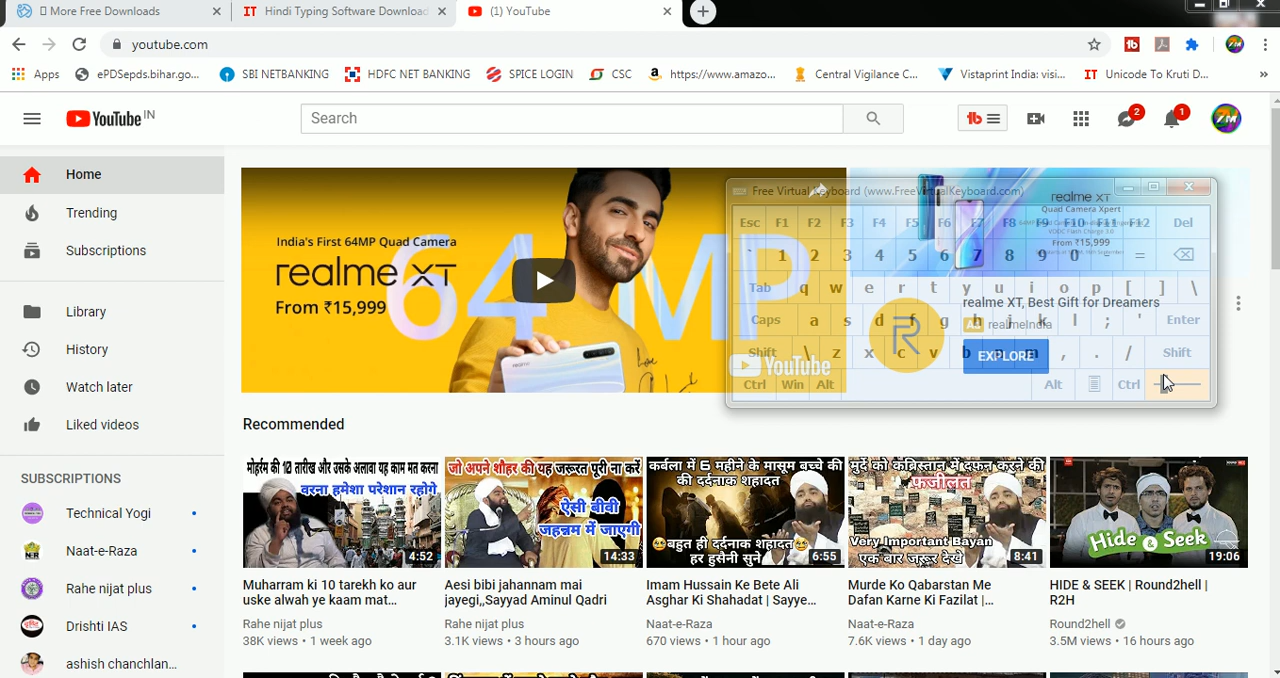 More Free Downloads
IT Hindi Typing Software Download
(1) YouTube
youtube.com
Apps
ePDSepds.bihar.go...
SBI NETBANKING
HDFC NET BANKING
SPICE LOGIN
CSC
https://www.amazo...
Central Vigilance C...
Vistaprint India: visi...
IT Unicode To Kruti D...
»
YouTube IN
Search
tb
2
1
ZM
Home
Trending
Subscriptions
Library
History
Watch later
Liked videos
SUBSCRIPTIONS
Technical Yogi
Naat-e-Raza
Rahe nijat plus
Drishti IAS
ashish chanchlan...
India's First 64MP Quad Camera
realme XT
From ₹15,999
64 MP
YouTube
Free Virtual Keyboard (www.FreeVirtualKeyboard.com)
realme XT
Quad Camera Xpert
From ₹15,999
Esc F1 F2 F3 F4 F5 F6 F7 F8 F9 F10 F11 F12 Del
` 1 2 3 4 5 6 7 8 9 0 - =
Tab q w e r t y u i o p [ ] \
realme XT, Best Gift for Dreamers
Caps a s d f g h j k l ; ' Enter
Ad realmeIndia
Shift \ z x c v b n m , . / Shift
EXPLORE
Ctrl Win Alt Alt Ctrl
Recommended
मोहर्रम की 10 तारीख और उसके अलावा यह काम मत करना
वरना हमेशा परेशान रहोगे
4:52
Muharram ki 10 tarekh ko aur
uske alwah ye kaam mat...
Rahe nijat plus
38K views • 1 week ago
जो अपने शौहर की यह जरूरत पूरी ना करें
ऐसी बीवी
जहन्नम में जाएगी
14:33
Aesi bibi jahannam mai
jayegi,,Sayyad Aminul Qadri
Rahe nijat plus
3.1K views • 3 hours ago
कर्बला में 6 महीने के मासूम बच्चे की
की दर्दनाक शहादत
बहुत ही दर्दनाक शहादत
हर हुसैनी सुने
6:55
Imam Hussain Ke Bete Ali
Asghar Ki Shahadat | Sayye...
Naat-e-Raza
670 views • 1 hour ago
मुर्दे को कब्रिस्तान में दफन करने की
फजीलत
Very Important Bayan
एक बार जरूर देखे
8:41
Murde Ko Qabarstan Me
Dafan Karne Ki Fazilat |...
Naat-e-Raza
7.6K views • 1 day ago
Hide & Seek
19:06
HIDE & SEEK | Round2hell |
R2H
Round2hell
3.5M views • 16 hours ago